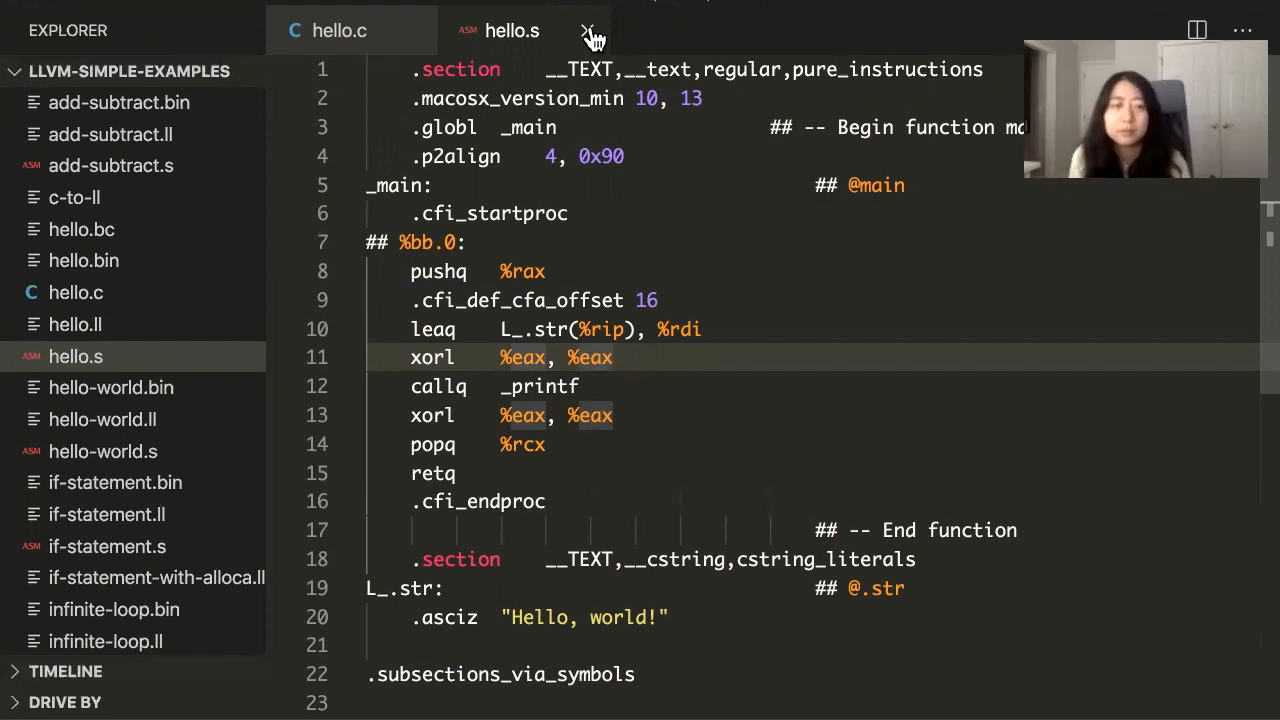 EXPLORER
LLVM-SIMPLE-EXAMPLES
add-subtract.bin
add-subtract.ll
ASM add-subtract.s
c-to-ll
hello.bc
hello.bin
C hello.c
hello.ll
ASM hello.s
hello-world.bin
hello-world.ll
ASM hello-world.s
if-statement.bin
if-statement.ll
ASM if-statement.s
if-statement-with-alloca.ll
infinite-loop.bin
infinite-loop.ll
TIMELINE
DRIVE BY
C hello.c
ASM hello.s
1 .section __TEXT,__text,regular,pure_instructions
2 .macosx_version_min 10, 13
3 .globl _main ## -- Begin function ma
4 .p2align 4, 0x90
5 _main: ## @main
6 .cfi_startproc
7 ## %bb.0:
8 pushq %rax
9 .cfi_def_cfa_offset 16
10 leaq L_.str(%rip), %rdi
11 xorl %eax, %eax
12 callq _printf
13 xorl %eax, %eax
14 popq %rcx
15 retq
16 .cfi_endproc
17 ## -- End function
18 .section __TEXT,__cstring,cstring_literals
19 L_.str: ## @.str
20 .asciz "Hello, world!"
21
22 .subsections_via_symbols
23